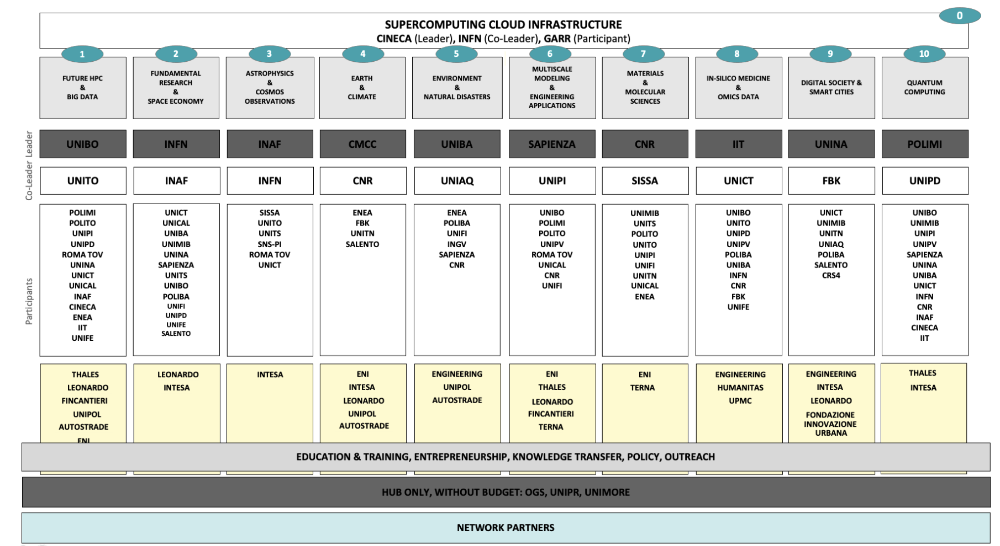 0
SUPERCOMPUTING CLOUD INFRASTRUCTURE
CINECA (Leader), INFN (Co-Leader), GARR (Participant)
1
FUTURE HPC
&
BIG DATA
2
FUNDAMENTAL
RESEARCH
&
SPACE ECONOMY
3
ASTROPHYSICS
&
COSMOS
OBSERVATIONS
4
EARTH
&
CLIMATE
5
ENVIRONMENT
&
NATURAL DISASTERS
6
MULTISCALE
MODELING
&
ENGINEERING
APPLICATIONS
7
MATERIALS
&
MOLECULAR
SCIENCES
8
IN-SILICO MEDICINE
&
OMICS DATA
9
DIGITAL SOCIETY &
SMART CITIES
10
QUANTUM
COMPUTING
Leader
UNIBO
INFN
INAF
CMCC
UNIBA
SAPIENZA
CNR
IIT
UNINA
POLIMI
Co-Leader
UNITO
INAF
INFN
CNR
UNIAQ
UNIPI
SISSA
UNICT
FBK
UNIPD
Participants
POLIMI
POLITO
UNIPI
UNIPD
ROMA TOV
UNINA
UNICT
UNICAL
INAF
CINECA
ENEA
IIT
UNIFE
UNICT
UNICAL
UNIBA
UNIMIB
UNINA
SAPIENZA
UNITS
UNIBO
POLIBA
UNIFI
UNIPD
UNIFE
SALENTO
SISSA
UNITO
UNITS
SNS-PI
ROMA TOV
UNICT
ENEA
FBK
UNITN
SALENTO
ENEA
POLIBA
UNIFI
INGV
SAPIENZA
CNR
UNIBO
POLIMI
POLITO
UNIPV
ROMA TOV
UNICAL
CNR
UNIFI
UNIMIB
UNITS
POLITO
UNITO
UNIPI
UNIFI
UNITN
UNICAL
ENEA
UNIBO
UNITO
UNIPD
UNIPV
POLIBA
UNIBA
INFN
CNR
FBK
UNIFE
UNICT
UNIMIB
UNITN
UNIAQ
POLIBA
SALENTO
CRS4
UNIBO
UNIMIB
UNIPI
UNIPV
SAPIENZA
UNINA
UNIBA
UNICT
INFN
CNR
INAF
CINECA
IIT
THALES
LEONARDO
FINCANTIERI
UNIPOL
AUTOSTRADE
ENI
LEONARDO
INTESA
INTESA
ENI
INTESA
LEONARDO
UNIPOL
AUTOSTRADE
ENGINEERING
UNIPOL
AUTOSTRADE
ENI
THALES
LEONARDO
FINCANTIERI
TERNA
ENI
TERNA
ENGINEERING
HUMANITAS
UPMC
ENGINEERING
INTESA
LEONARDO
FONDAZIONE
INNOVAZIONE
URBANA
THALES
INTESA
EDUCATION & TRAINING, ENTREPRENEURSHIP, KNOWLEDGE TRANSFER, POLICY, OUTREACH
HUB ONLY, WITHOUT BUDGET: OGS, UNIPR, UNIMORE
NETWORK PARTNERS